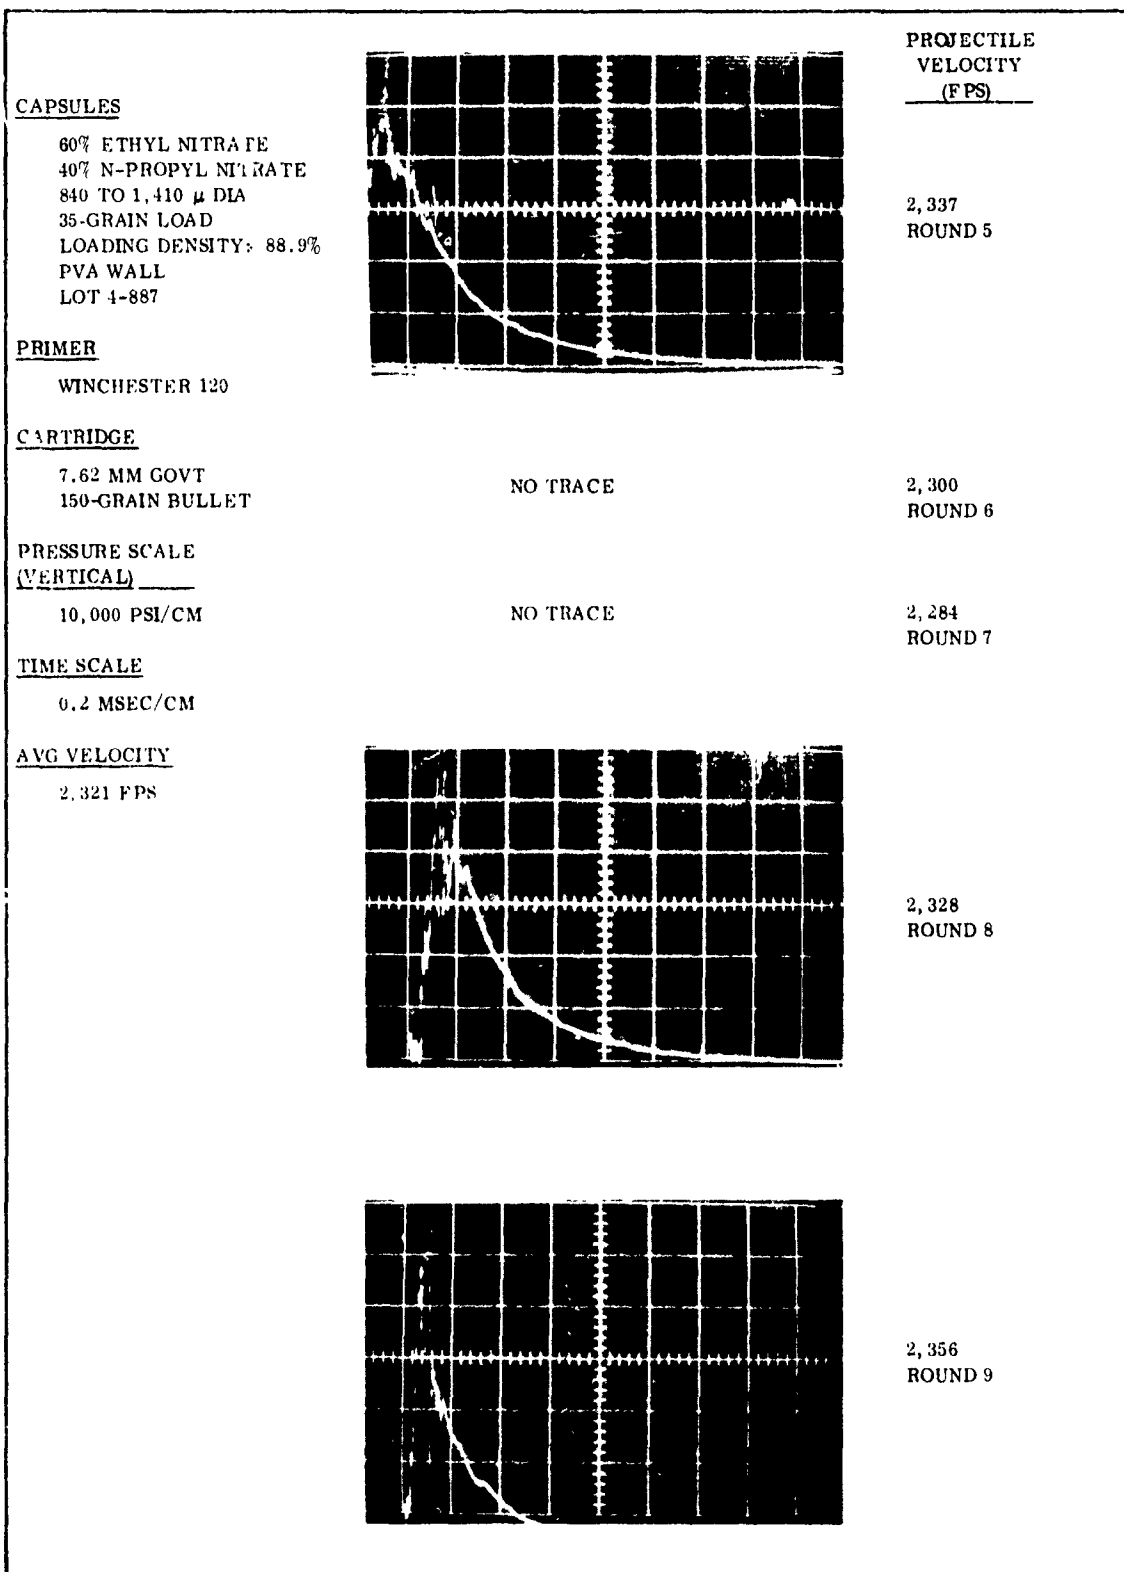 CAPSULES
60% ETHYL NITRATE
40% N-PROPYL NITRATE
840 TO 1,410 μ DIA
35-GRAIN LOAD
LOADING DENSITY: 88.9%
PVA WALL
LOT 4-887
PRIMER
WINCHESTER 120
CARTRIDGE
7.62 MM GOVT
150-GRAIN BULLET
PRESSURE SCALE
(VERTICAL)
10,000 PSI/CM
TIME SCALE
0.2 MSEC/CM
AVG VELOCITY
2,321 FPS
NO TRACE
NO TRACE
PROJECTILE
VELOCITY
(FPS)
2,337
ROUND 5
2,300
ROUND 6
2,284
ROUND 7
2,328
ROUND 8
2,356
ROUND 9